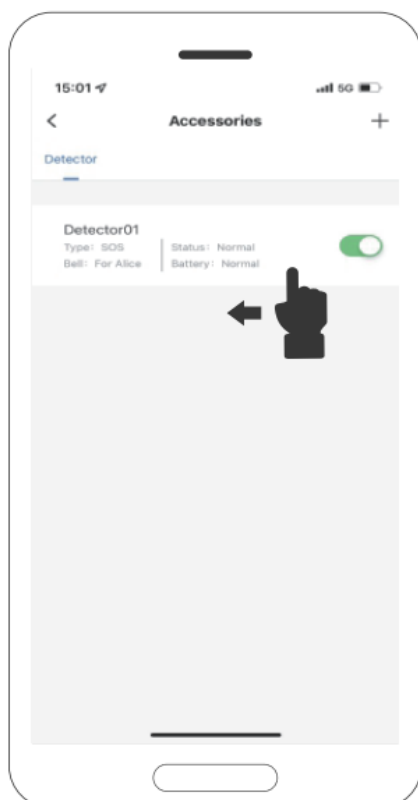 15:01
5G
Accessories
Detector
Detector01
Type: SOS
Status: Normal
Bell: For Alice
Battery: Normal